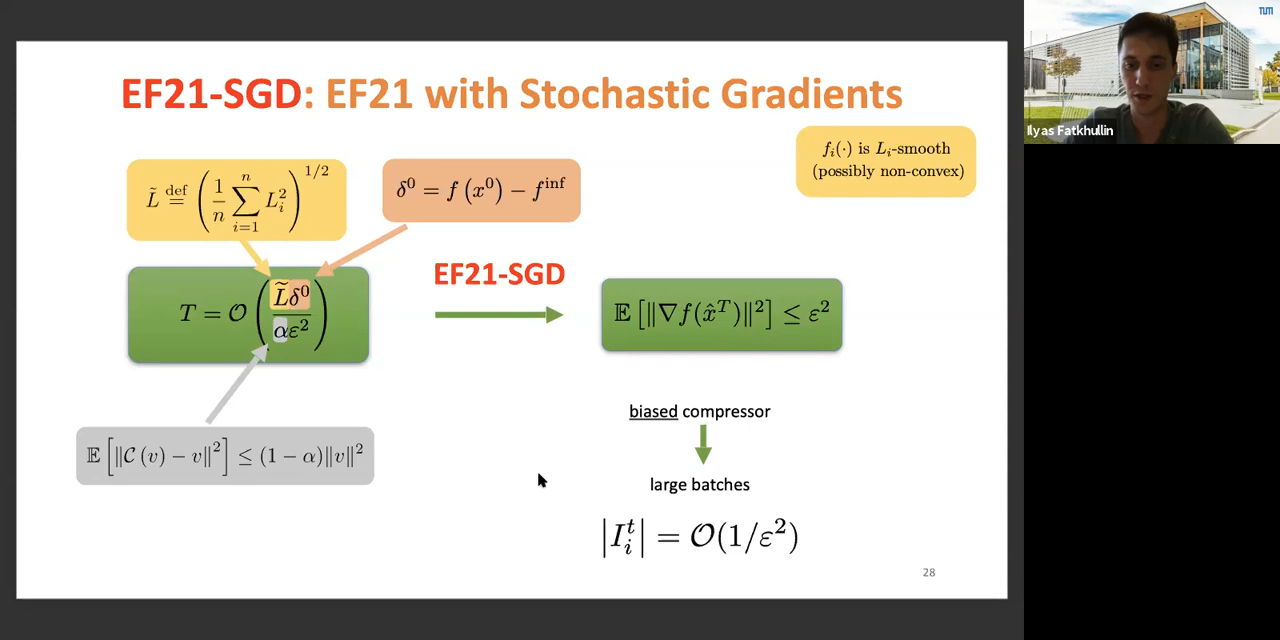 EF21-SGD: EF21 with Stochastic Gradients
f_i(·) is L_i-smooth
(possibly non-convex)
L̃ def= (1/n ∑_{i=1}^{n} L_i^2)^{1/2}
δ^0 = f(x^0) − f^{inf}
EF21-SGD
T = O(L̃δ^0 / αε^2)
E[‖∇f(x̂^T)‖^2] ≤ ε^2
biased compressor
E[‖C(v) − v‖^2] ≤ (1 − α)‖v‖^2
large batches
|I_i^t| = O(1/ε^2)
28
TUM
Ilyas Fatkhullin